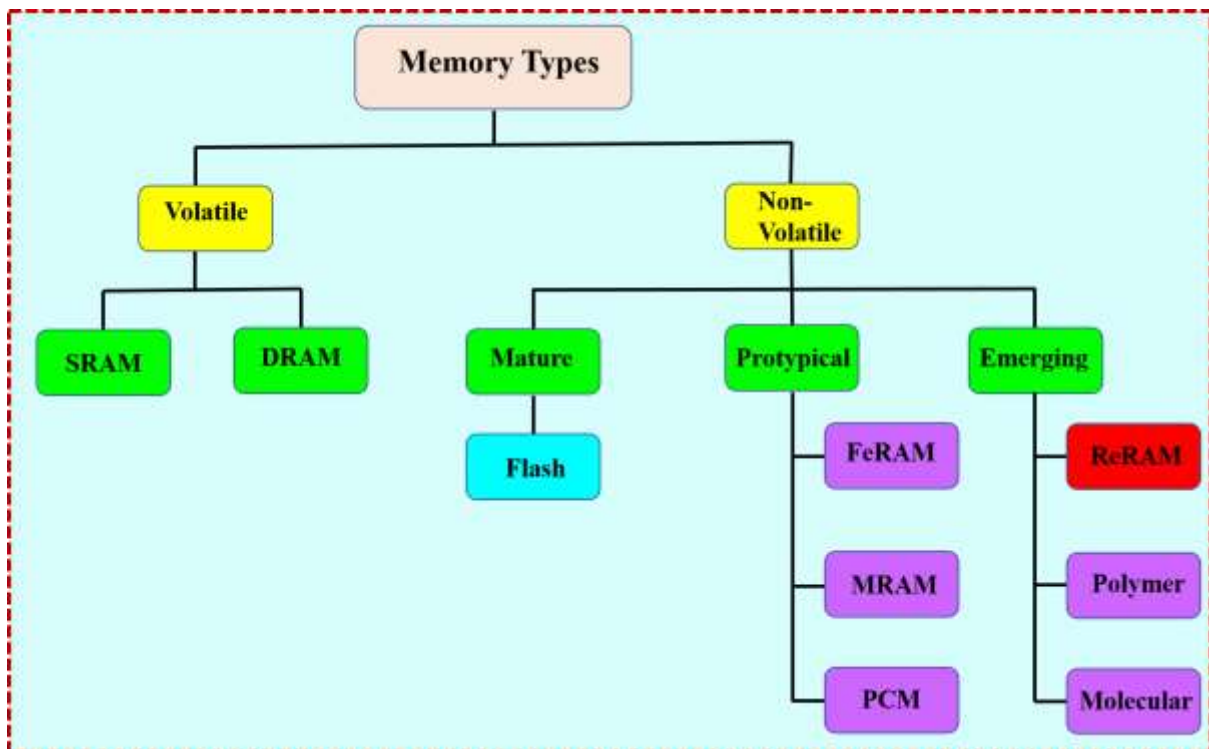 Memory Types
Volatile
Non-
Volatile
SRAM
DRAM
Mature
Protypical
Emerging
Flash
FeRAM
ReRAM
MRAM
Polymer
PCM
Molecular